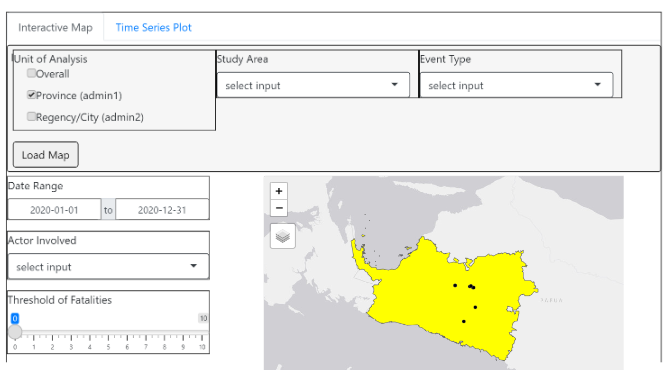 Interactive Map
Time Series Plot
Unit of Analysis
Overall
Province (admin1)
Regency/City (admin2)
Study Area
select input
Event Type
select input
Load Map
Date Range
2020-01-01 to 2020-12-31
Actor Involved
select input
Threshold of Fatalities
0 10
0 1 2 3 4 5 6 7 8 9 10
+
−
PAPUA